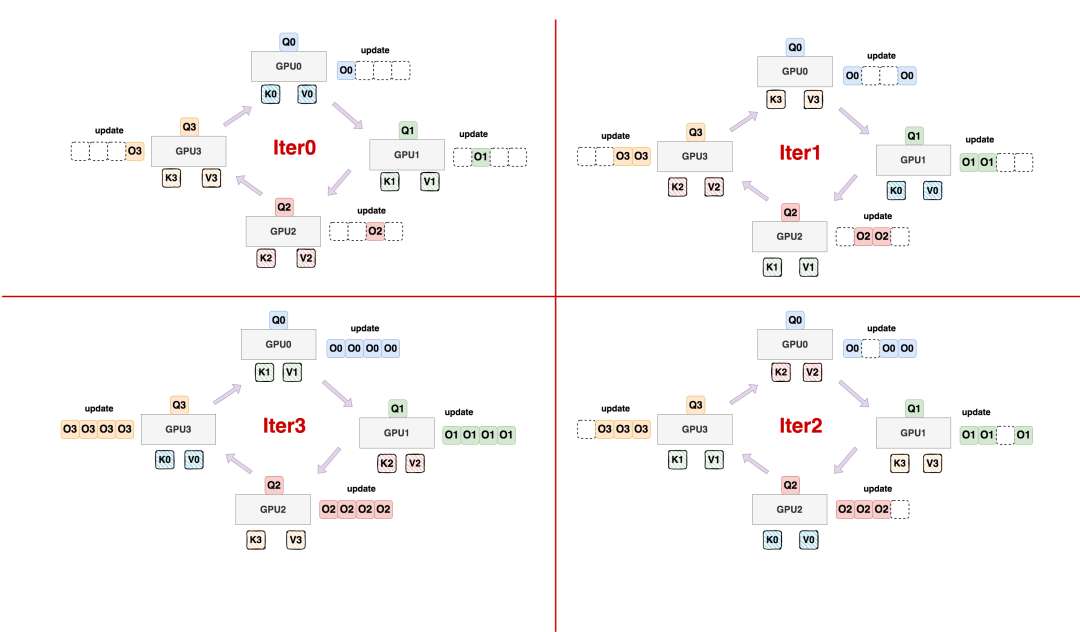 Q0
update
GPU0
O0
K0 V0
Q3
Q1
update
update
O3
GPU3
Iter0
GPU1
O1
K3 V3
K1 V1
Q2
update
GPU2
O2
K2 V2
Q0
update
GPU0
O0 O0
K3 V3
Q3
Q1
update
update
O3 O3
GPU3
Iter1
GPU1
O1 O1
K2 V2
K0 V0
Q2
update
GPU2
O2 O2
K1 V1
Q0
update
GPU0
O0 O0 O0 O0
K1 V1
Q3
Q1
update
update
O3 O3 O3 O3
GPU3
Iter3
GPU1
O1 O1 O1 O1
K0 V0
K2 V2
Q2
update
GPU2
O2 O2 O2 O2
K3 V3
Q0
update
GPU0
O0 O0 O0
K2 V2
Q3
Q1
update
update
O3 O3 O3
GPU3
Iter2
GPU1
O1 O1 O1
K1 V1
K3 V3
Q2
update
GPU2
O2 O2 O2
K0 V0